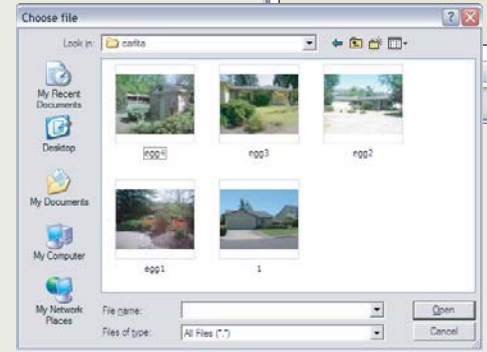 Choose file
Look in:
carlita
My Recent
Documents
Desktop
My Documents
My Computer
My Network
Places
egg4
egg3
egg2
egg1
1
File name:
Open
Files of type:
All Files (*.*)
Cancel